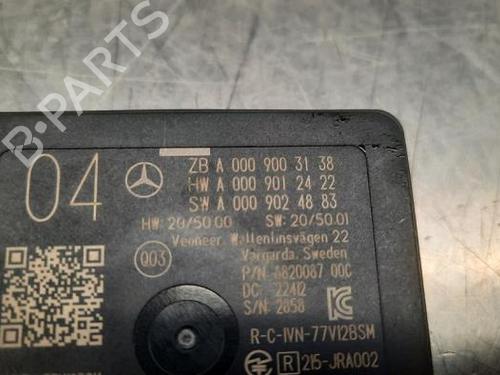 B-PARTS
04
ZB A 000 900 31 38
HW A 000 901 24 22
SW A 000 902 48 83
HW: 20/50.00 SW: 20/50.01
Veoneer, Wallentinsvägen 22
Vårgårda, Sweden
003
P/N: 6820087 00C
DC: 22412
S/N: 2858
R-C-IVN-77V12BSM
R 215-JRA002